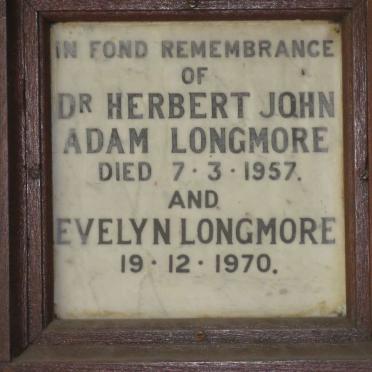 IN FOND REMEMBRANCE
OF
DR HERBERT JOHN
ADAM LONGMORE
DIED 7·3·1957.
AND
EVELYN LONGMORE
19·12·1970.